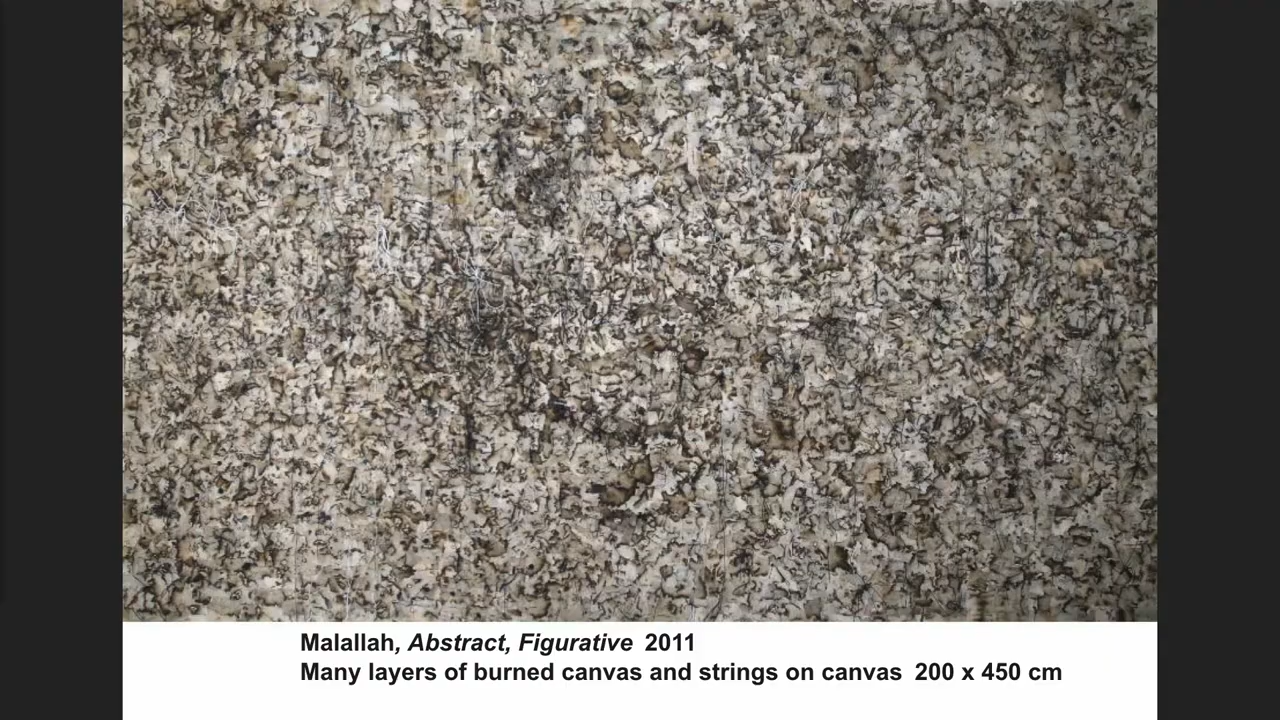 Malallah, Abstract, Figurative 2011
Many layers of burned canvas and strings on canvas 200 x 450 cm